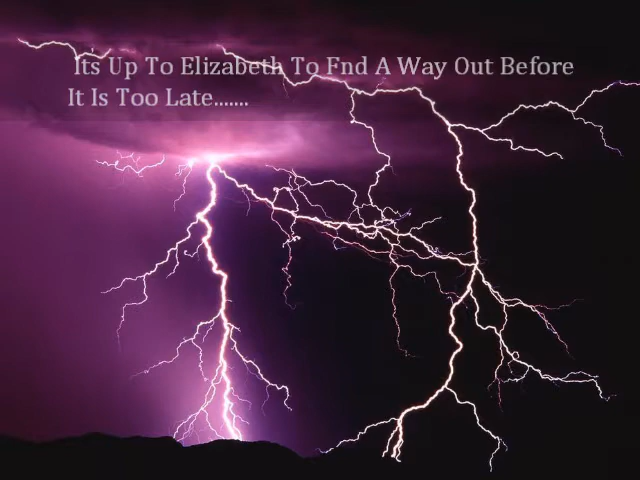 Its Up To Elizabeth To Fnd A Way Out Before
It Is Too Late.......